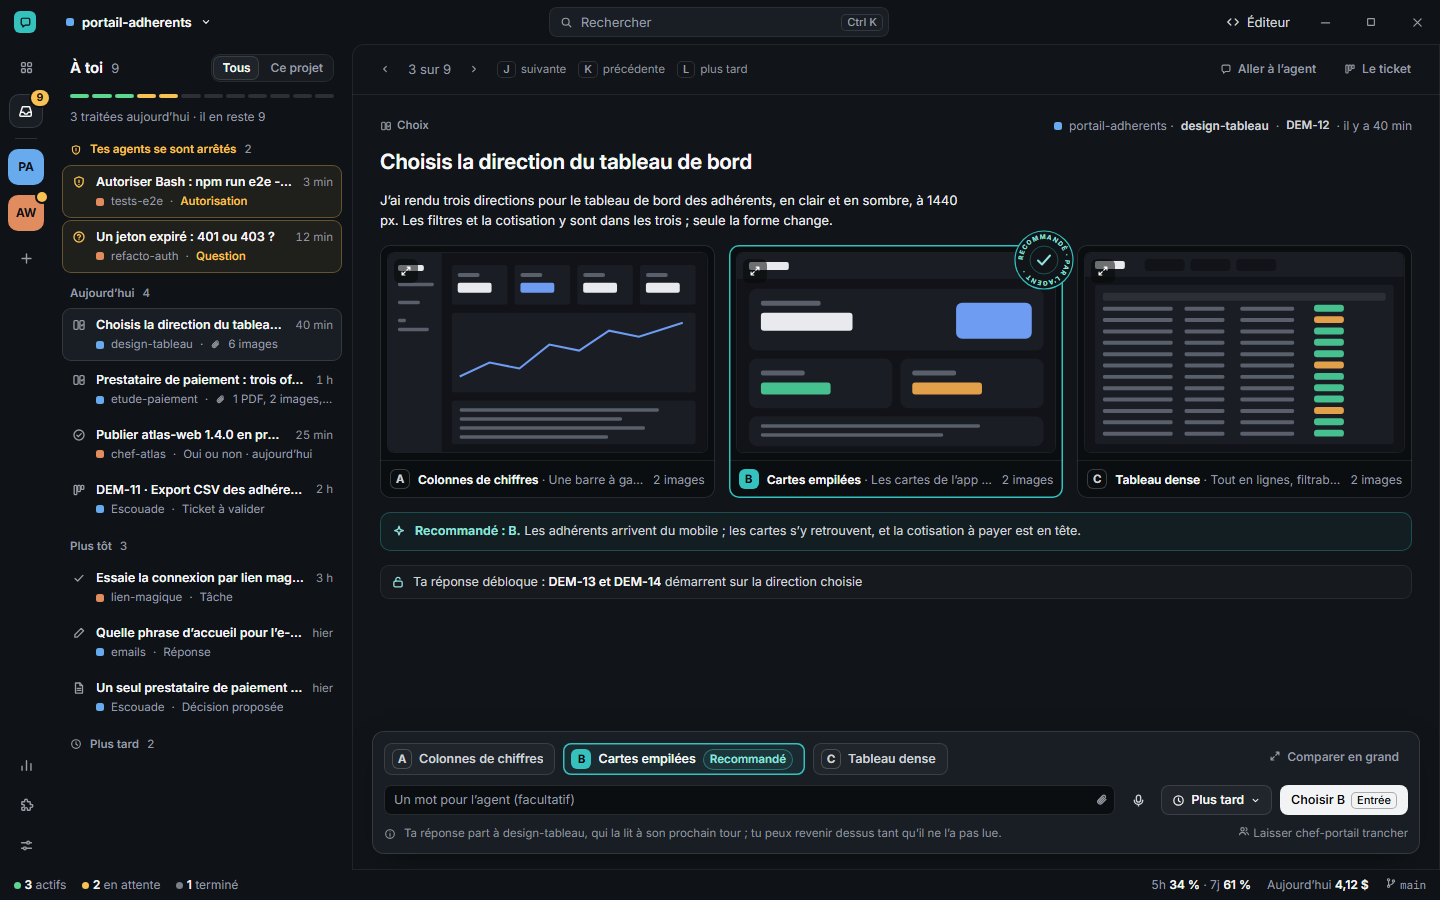 portail-adherents
Rechercher
Ctrl K
Éditeur
À toi 9
Tous
Ce projet
3 traitées aujourd’hui · il en reste 9
Tes agents se sont arrêtés 2
Autoriser Bash : npm run e2e -... 3 min
tests-e2e · Autorisation
Un jeton expiré : 401 ou 403 ? 12 min
refacto-auth · Question
Aujourd’hui 4
Choisis la direction du tablea... 40 min
design-tableau · 6 images
Prestataire de paiement : trois of... 1 h
etude-paiement · 1 PDF, 2 images,...
Publier atlas-web 1.4.0 en pr... 25 min
chef-atlas · Oui ou non · aujourd’hui
DEM-11 · Export CSV des adhére... 2 h
Escouade · Ticket à valider
Plus tôt 3
Essaie la connexion par lien mag... 3 h
lien-magique · Tâche
Quelle phrase d’accueil pour l’e-... hier
emails · Réponse
Un seul prestataire de paiement ... hier
Escouade · Décision proposée
Plus tard 2
9
PA
AW
3 sur 9
J suivante
K précédente
L plus tard
Aller à l’agent
Le ticket
Choix
portail-adherents · design-tableau · DEM-12 · il y a 40 min
Choisis la direction du tableau de bord
J’ai rendu trois directions pour le tableau de bord des adhérents, en clair et en sombre, à 1440
px. Les filtres et la cotisation y sont dans les trois ; seule la forme change.
RECOMMANDÉ · PAR L’AGENT ·
A Colonnes de chiffres · Une barre à ga... 2 images
B Cartes empilées · Les cartes de l’app ... 2 images
C Tableau dense · Tout en lignes, filtrab... 2 images
Recommandé : B. Les adhérents arrivent du mobile ; les cartes s’y retrouvent, et la cotisation à payer est en tête.
Ta réponse débloque : DEM-13 et DEM-14 démarrent sur la direction choisie
A Colonnes de chiffres
B Cartes empilées Recommandé
C Tableau dense
Comparer en grand
Un mot pour l’agent (facultatif)
Plus tard
Choisir B Entrée
Ta réponse part à design-tableau, qui la lit à son prochain tour ; tu peux revenir dessus tant qu’il ne l’a pas lue.
Laisser chef-portail trancher
3 actifs
2 en attente
1 terminé
5h 34 % · 7j 61 %
Aujourd’hui 4,12 $
main